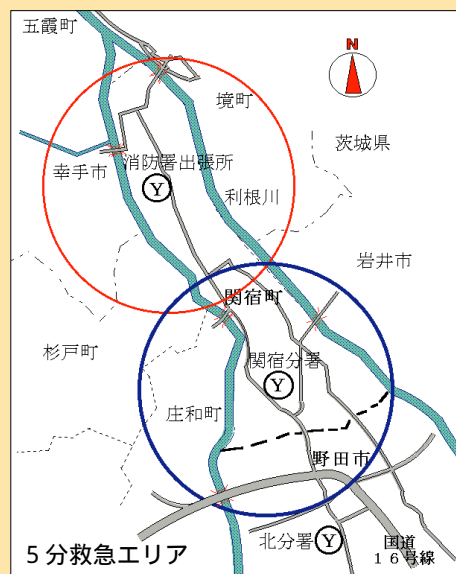 五霞町
N
境町
茨城県
消防署出張所
幸手市
Y
利根川
岩井市
関宿町
杉戸町
関宿分署
Y
庄和町
野田市
5分救急エリア
北分署
Y
国道
16号線